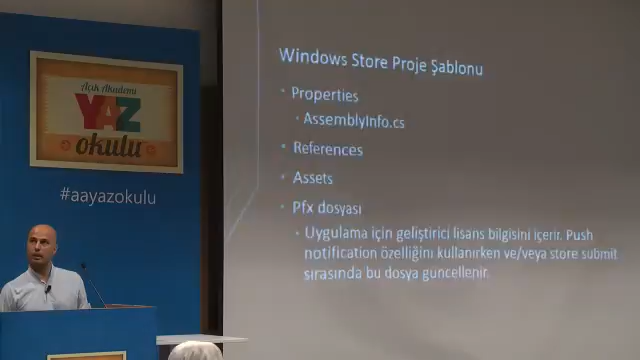 Açık Akademi
YAZ
okulu
#aayazokulu
Windows Store Proje Şablonu
• Properties
• AssemblyInfo.cs
• References
• Assets
• Pfx dosyası
• Uygulama için geliştirici lisans bilgisini içerir. Push
notification özelliğini kullanırken ve/veya store submit
sırasında bu dosya güncellenir.